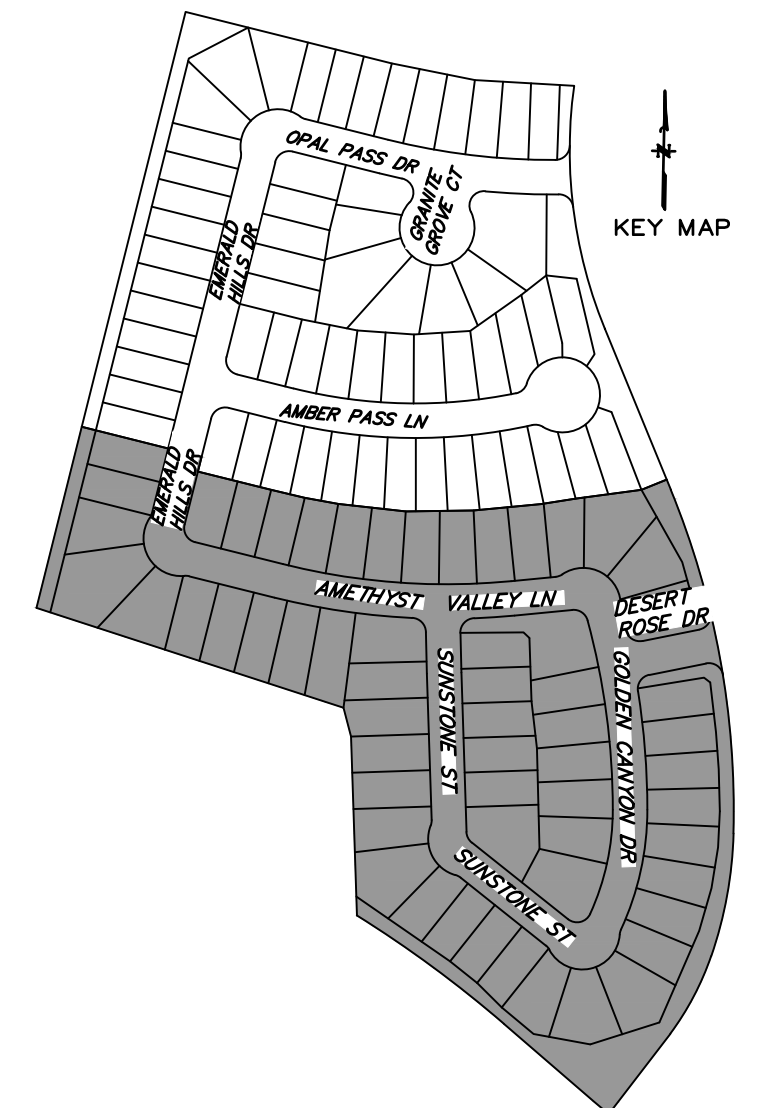 OPAL PASS DR
GRANITE
GROVE CT
N
KEY MAP
EMERALD
HILLS DR
AMBER PASS LN
EMERALD
HILLS DR
AMETHYST VALLEY LN
DESERT
ROSE DR
SUNSTONE ST
GOLDEN CANYON DR
SUNSTONE ST